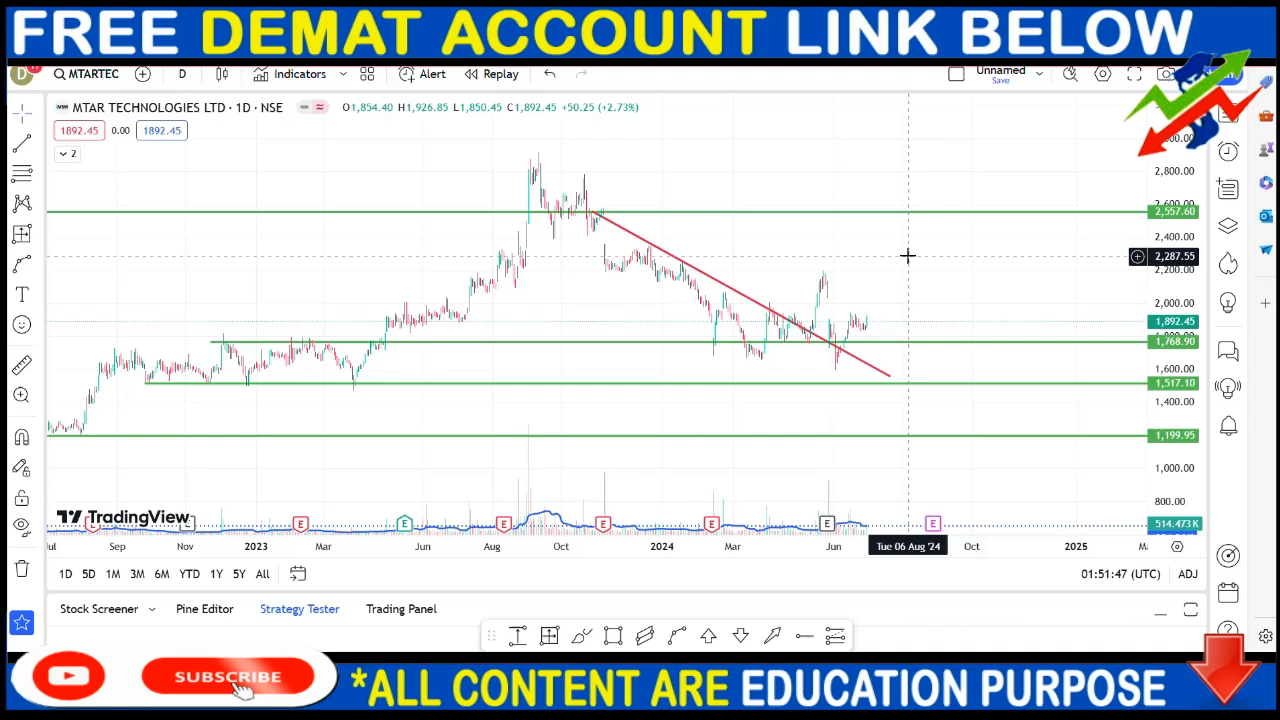 FREE DEMAT ACCOUNT LINK BELOW
MTARTEC D Indicators Alert Replay Unnamed
Save
MTAR TECHNOLOGIES LTD · 1D · NSE O1,854.40 H1,926.85 L1,850.45 C1,892.45 +50.25 (+2.73%)
1892.45 0.00 1892.45
2
2,800.00
2,557.60
2,400.00
2,287.55
2,200.00
2,000.00
1,892.45
1,768.90
1,600.00
1,517.10
1,400.00
1,199.95
1,000.00
800.00
TradingView
E E E E E E E E
514.473 K
Sep Nov 2023 Mar Jun Aug Oct 2024 Mar Jun Tue 06 Aug '24 Oct 2025
1D 5D 1M 3M 6M YTD 1Y 5Y All 01:51:47 (UTC) ADJ
Stock Screener Pine Editor Strategy Tester Trading Panel
SUBSCRIBE
*ALL CONTENT ARE EDUCATION PURPOSE